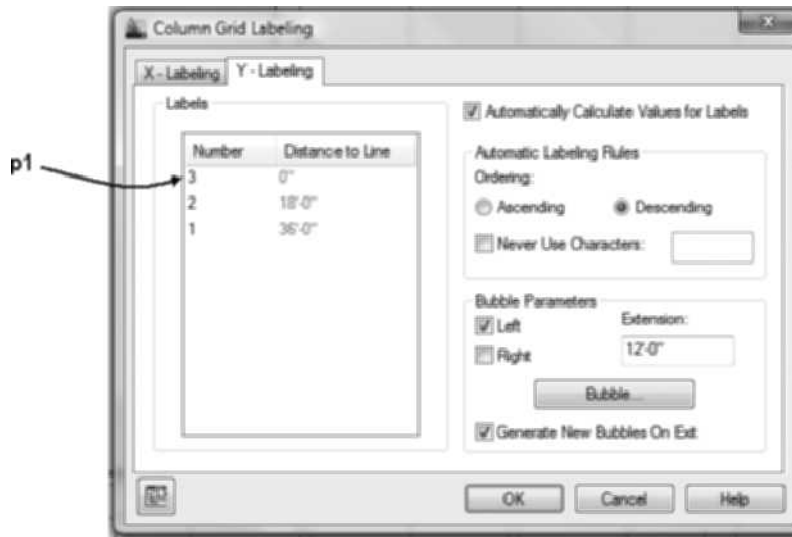 Column Grid Labeling
X - Labeling Y - Labeling
Labels
Number Distance to Line
3 0"
2 18'-0"
1 36'-0"
p1
Automatically Calculate Values for Labels
Automatic Labeling Rules
Ordering:
Ascending Descending
Never Use Characters:
Bubble Parameters
Left Extension:
Right 12'-0"
Bubble...
Generate New Bubbles On Exit
OK Cancel Help